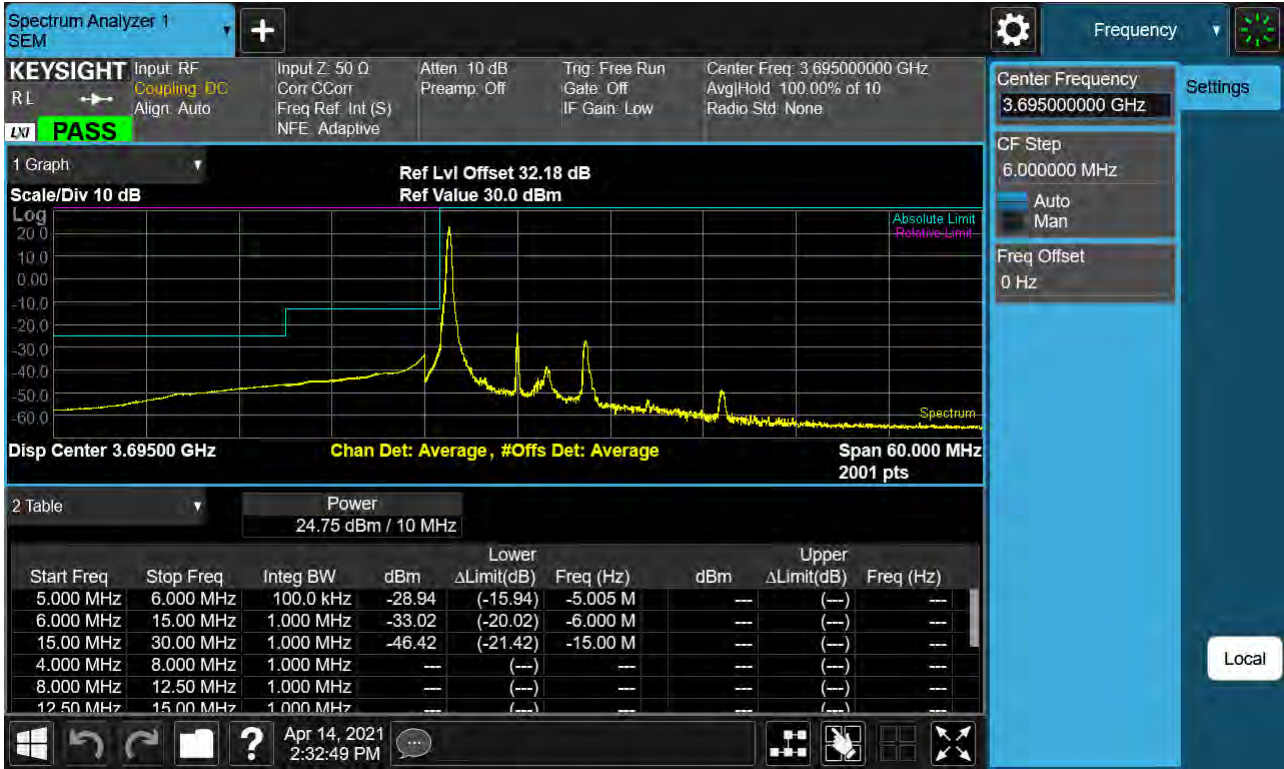 Spectrum Analyzer 1
SEM
Frequency
KEYSIGHT
R L
LXI
PASS
Input: RF
Coupling: DC
Align: Auto
Input Z: 50 Ω
Corr CCorr
Freq Ref: Int (S)
NFE: Adaptive
Atten: 10 dB
Preamp: Off
Trig: Free Run
Gate: Off
IF Gain: Low
Center Freq: 3.695000000 GHz
Avg|Hold: 100.00% of 10
Radio Std: None
Center Frequency
3.695000000 GHz
Settings
CF Step
6.000000 MHz
Auto
Man
Freq Offset
0 Hz
Local
1 Graph
Scale/Div 10 dB
Ref Lvl Offset 32.18 dB
Ref Value 30.0 dBm
Log
Absolute Limit
Relative Limit
20.0
10.0
0.00
-10.0
-20.0
-30.0
-40.0
-50.0
-60.0
Spectrum
Disp Center 3.69500 GHz
Chan Det: Average, #Offs Det: Average
Span 60.000 MHz
2001 pts
2 Table
Power
24.75 dBm / 10 MHz
Lower Upper
Start Freq Stop Freq Integ BW dBm ΔLimit(dB) Freq (Hz) dBm ΔLimit(dB) Freq (Hz)
5.000 MHz 6.000 MHz 100.0 kHz -28.94 (-15.94) -5.005 M --- (---) ---
6.000 MHz 15.00 MHz 1.000 MHz -33.02 (-20.02) -6.000 M --- (---) ---
15.00 MHz 30.00 MHz 1.000 MHz -46.42 (-21.42) -15.00 M --- (---) ---
4.000 MHz 8.000 MHz 1.000 MHz --- (---) --- --- (---) ---
8.000 MHz 12.50 MHz 1.000 MHz --- (---) --- --- (---) ---
12.50 MHz 15.00 MHz 1.000 MHz --- (---) --- --- (---) ---
?
Apr 14, 2021
2:32:49 PM